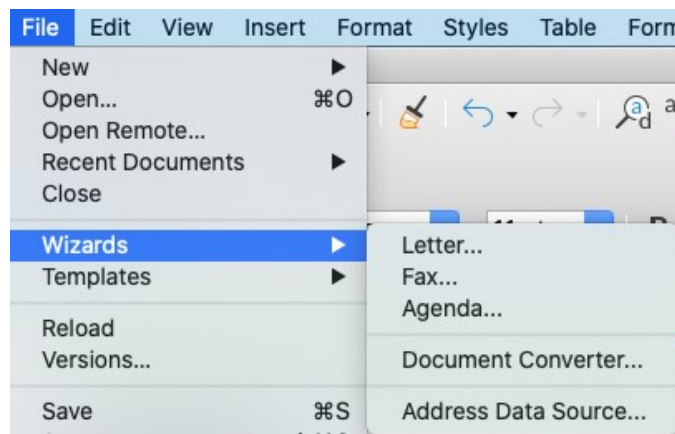 File Edit View Insert Format Styles Table Form
New
Open... ⌘O
Open Remote...
Recent Documents
Close
Wizards
Templates
Reload
Versions...
Save ⌘S
Letter...
Fax...
Agenda...
Document Converter...
Address Data Source...